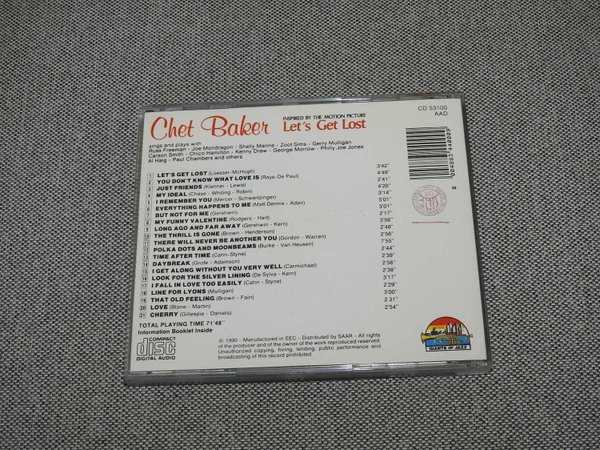 Chet Baker
INSPIRED BY THE MOTION PICTURE
Let's Get Lost
CD 53100
AAD
sings and plays with
Russ Freeman - Joe Mondragon - Shelly Manne - Zoot Sims - Gerry Mulligan
Carson Smith - Chico Hamilton - Kenny Drew - George Morrow - Philly Joe Jones
Al Haig - Paul Chambers and others
1 LET'S GET LOST (Loesser-McHugh) 3'42"
2 YOU DON'T KNOW WHAT LOVE IS (Raye-De Paul) 4'49"
3 JUST FRIENDS (Klenner - Lewis) 2'41"
4 MY IDEAL (Chase - Whiting - Robin) 4'20"
5 I REMEMBER YOU (Mercer - Schwertzinger) 3'14"
6 EVERYTHING HAPPENS TO ME (Matt Dennis - Adair) 5'01"
7 BUT NOT FOR ME (Gershwin) 3'01"
8 MY FUNNY VALENTINE (Rodgers - Hart) 2'17"
9 LONG AGO AND FAR AWAY (Gershwin - Kern) 3'56"
10 THE THRILL IS GONE (Brown - Henderson) 2'48"
11 THERE WILL NEVER BE ANOTHER YOU (Gordon - Warren) 2'56"
12 POLKA DOTS AND MOONBEAMS (Burke - Van Heusen) 7'55"
13 TIME AFTER TIME (Cahn-Styne) 2'44"
14 DAYBREAK (Grofe - Adamson) 2'39"
15 I GET ALONG WITHOUT YOU VERY WELL (Carmichael) 2'56"
16 LOOK FOR THE SILVER LINING (De Sylva - Kern) 2'38"
17 I FALL IN LOVE TOO EASILY (Cahn - Styne) 3'17"
18 LINE FOR LYONS (Mulligan) 2'29"
19 THAT OLD FEELING (Brown - Fain) 3'00"
20 LOVE (Blane - Martin) 2'31"
21 CHERRY (Gillespie - Daniels) 2'54"
TOTAL PLAYING TIME 71'48"
Information Booklet Inside
COMPACT
disc
DIGITAL AUDIO
© 1990 - Manufactured in EEC - Distributed by SAAR - All rights
of the producer and of the owner of the work reproduced reserved
Unauthorized copying, hiring, lending, public performance and
broadcasting of this record prohibited.
GIANTS OF JAZZ